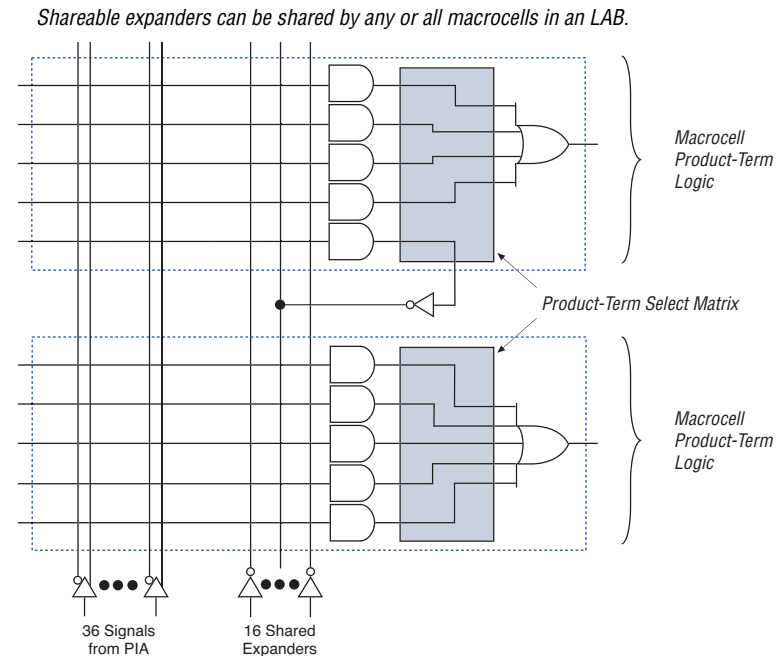 Shareable expanders can be shared by any or all macrocells in an LAB.
Macrocell
Product-Term
Logic
Product-Term Select Matrix
Macrocell
Product-Term
Logic
36 Signals
from PIA
16 Shared
Expanders